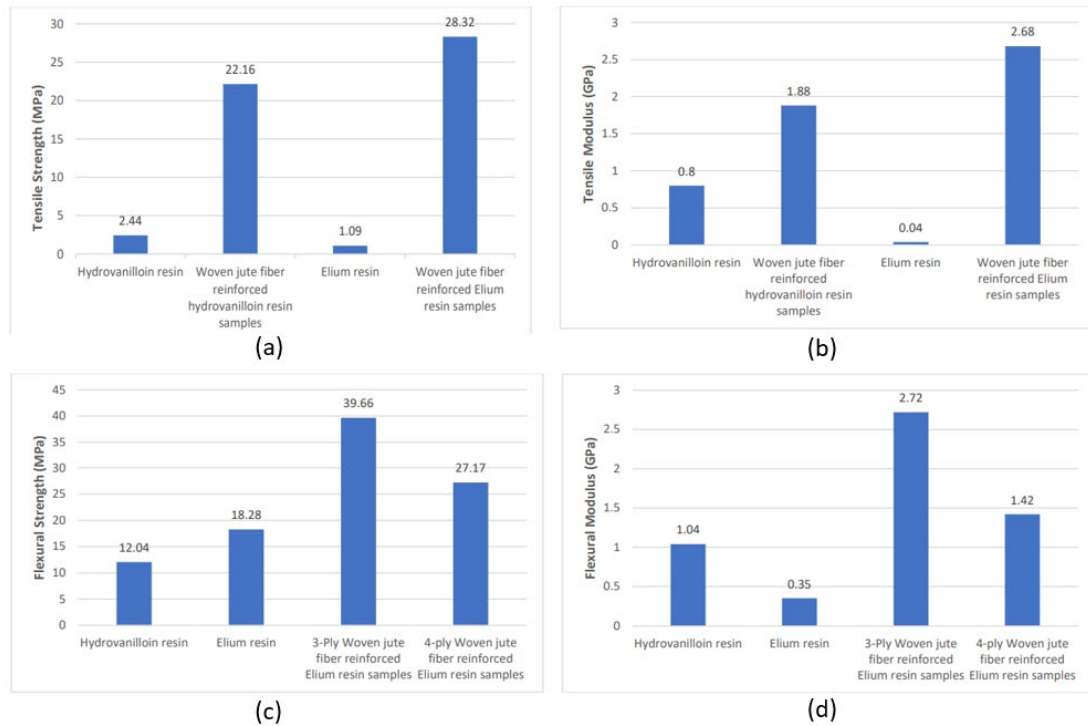 Tensile Strength (MPa)
30
25
20
15
10
5
0
2.44
22.16
1.09
28.32
Hydrovanilloin resin
Woven jute fiber
reinforced
hydrovanilloin resin
samples
Elium resin
Woven jute fiber
reinforced Elium
resin samples
(a)
Tensile Modulus (GPa)
3
2.5
2
1.5
1
0.5
0
0.8
1.88
0.04
2.68
Hydrovanilloin resin
Woven jute fiber
reinforced
hydrovanilloin resin
samples
Elium resin
Woven jute fiber
reinforced Elium
resin samples
(b)
Flexural Strength (MPa)
45
40
35
30
25
20
15
10
5
0
12.04
18.28
39.66
27.17
Hydrovanilloin resin
Elium resin
3-Ply Woven jute
fiber reinforced
Elium resin samples
4-ply Woven jute
fiber reinforced
Elium resin samples
(c)
Flexural Modulus (GPa)
3
2.5
2
1.5
1
0.5
0
1.04
0.35
2.72
1.42
Hydrovanilloin resin
Elium resin
3-Ply Woven jute
fiber reinforced
Elium resin samples
4-ply Woven jute
fiber reinforced
Elium resin samples
(d)